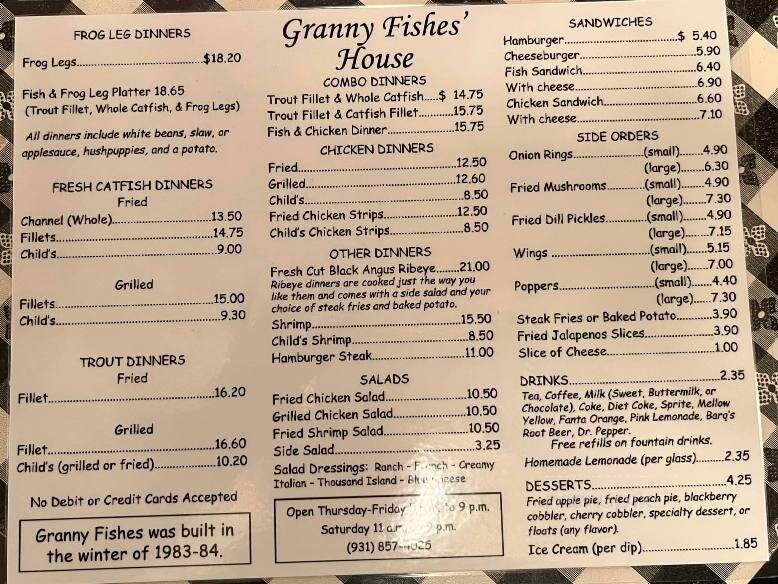 FROG LEG DINNERS
Frog Legs...............................$18.20
Fish & Frog Leg Platter 18.65
(Trout Fillet, Whole Catfish, & Frog Legs)
All dinners include white beans, slaw, or
applesauce, hushpuppies, and a potato.
FRESH CATFISH DINNERS
Fried
Channel (Whole)........................13.50
Fillets......................................14.75
Child's.......................................9.00
Grilled
Fillets......................................15.00
Child's.......................................9.30
TROUT DINNERS
Fried
Fillet........................................16.20
Grilled
Fillet........................................16.60
Child's (grilled or fried)...............10.20
No Debit or Credit Cards Accepted
Granny Fishes was built in
the winter of 1983-84.
Granny Fishes'
House
COMBO DINNERS
Trout Fillet & Whole Catfish.....$ 14.75
Trout Fillet & Catfish Fillet.........15.75
Fish & Chicken Dinner.................15.75
CHICKEN DINNERS
Fried........................................12.50
Grilled......................................12.60
Child's.......................................8.50
Fried Chicken Strips...................12.50
Child's Chicken Strips..................8.50
OTHER DINNERS
Fresh Cut Black Angus Ribeye.......21.00
Ribeye dinners are cooked just the way you
like them and comes with a side salad and your
choice of steak fries and baked potato.
Shrimp......................................15.50
Child's Shrimp.............................8.50
Hamburger Steak........................11.00
SALADS
Fried Chicken Salad....................10.50
Grilled Chicken Salad..................10.50
Fried Shrimp Salad.....................10.50
Side Salad..................................3.25
Salad Dressings: Ranch - - Creamy
Italian - Thousand Island - Cheese
Open Thursday-Friday to 9 p.m.
Saturday 11 a.m. p.m.
(931)
SANDWICHES
Hamburger..........................$ 5.40
Cheeseburger..........................5.90
Fish Sandwich.........................6.40
With cheese............................6.90
Chicken Sandwich....................6.60
With cheese............................7.10
SIDE ORDERS
Onion Rings...............(small).......4.90
(large).......6.30
Fried Mushrooms........(small).......4.90
(large).......7.30
Fried Dill Pickles.........(small).......4.90
(large).......7.15
Wings ......................(small)......5.15
(large)......7.00
Poppers....................(small)......4.40
(large)......7.30
Steak Fries or Baked Potato.........3.90
Fried Jalapenos Slices................3.90
Slice of Cheese..........................1.00
DRINKS...................................2.35
Tea, Coffee, Milk (Sweet, Buttermilk, or
Chocolate), Coke, Diet Coke, Sprite, Mellow
Yellow, Fanta Orange, Pink Lemonade, Barq's
Root Beer, Dr. Pepper.
Free refills on fountain drinks.
Homemade Lemonade (per glass)......2.35
DESSERTS...............................4.25
Fried apple pie, fried peach pie, blackberry
cobbler, cherry cobbler, specialty dessert, or
floats (any flavor).
Ice Cream (per dip).....................1.85